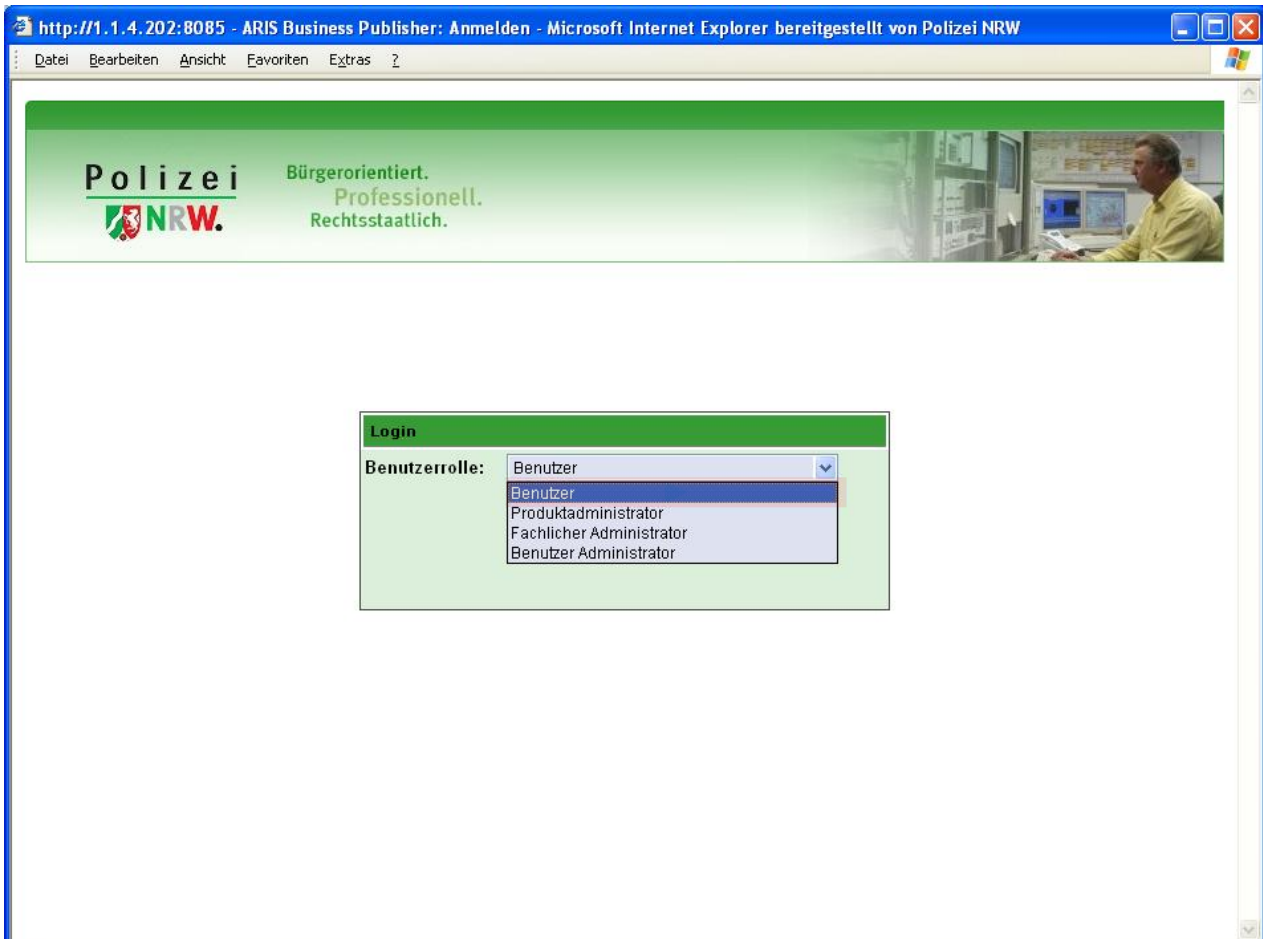 http://1.1.4.202:8085 - ARIS Business Publisher: Anmelden - Microsoft Internet Explorer bereitgestellt von Polizei NRW
Datei Bearbeiten Ansicht Favoriten Extras ?
Polizei
NRW.
Bürgerorientiert.
Professionell.
Rechtsstaatlich.
Login
Benutzerrolle: Benutzer
Benutzer
Produktadministrator
Fachlicher Administrator
Benutzer Administrator